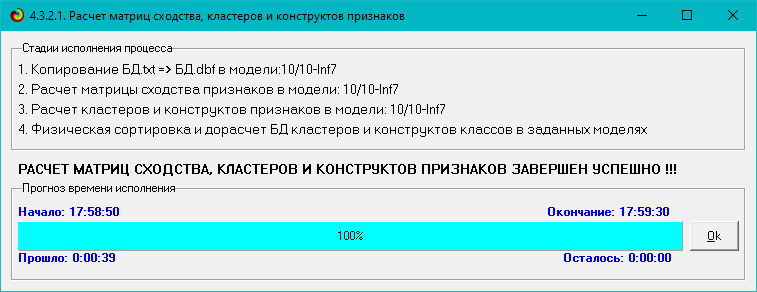 4.3.2.1. Расчет матриц сходства, кластеров и конструктов признаков
Стадии исполнения процесса
1. Копирование БД.txt => БД.dbf в модели:10/10-Inf7
2. Расчет матрицы сходства признаков в модели: 10/10-Inf7
3. Расчет кластеров и конструктов признаков в модели: 10/10-Inf7
4. Физическая сортировка и дорасчет БД кластеров и конструктов классов в заданных моделях
РАСЧЕТ МАТРИЦ СХОДСТВА, КЛАСТЕРОВ И КОНСТРУКТОВ ПРИЗНАКОВ ЗАВЕРШЕН УСПЕШНО !!!
Прогноз времени исполнения
Начало: 17:58:50 Окончание: 17:59:30
100% Ok
Прошло: 0:00:39 Осталось: 0:00:00